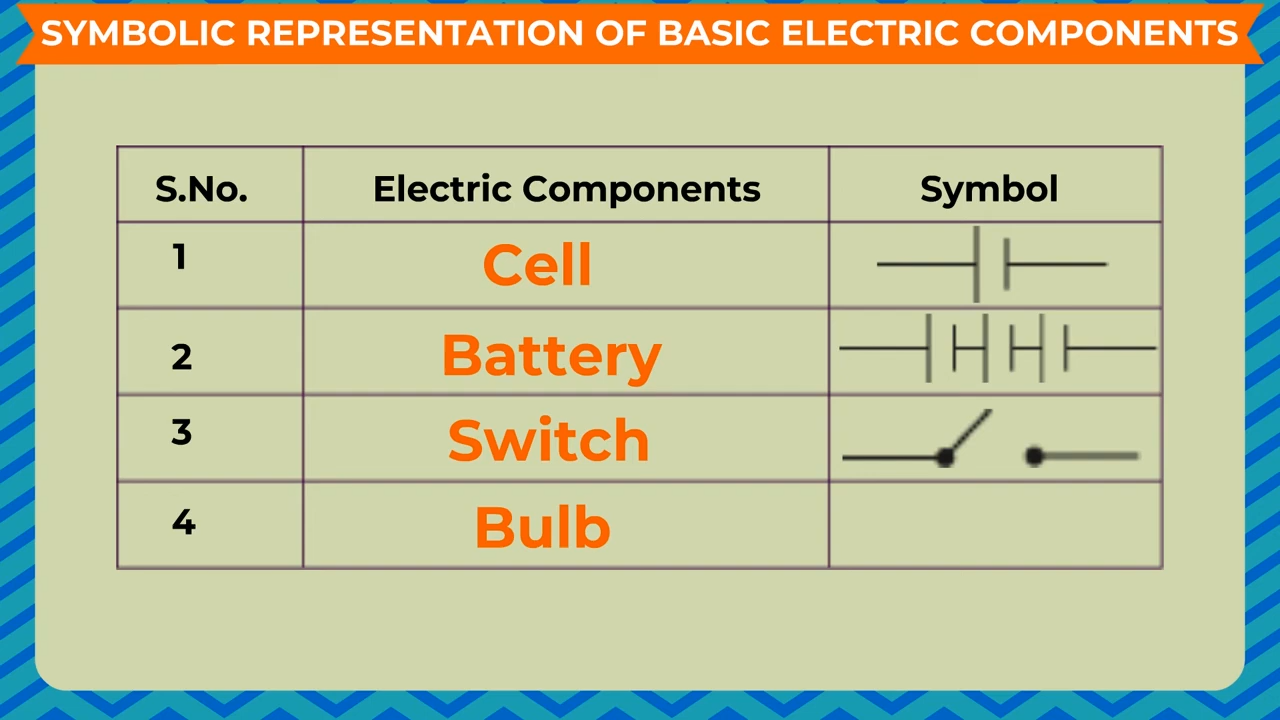 SYMBOLIC REPRESENTATION OF BASIC ELECTRIC COMPONENTS
S.No. Electric Components Symbol
1 Cell
2 Battery
3 Switch
4 Bulb